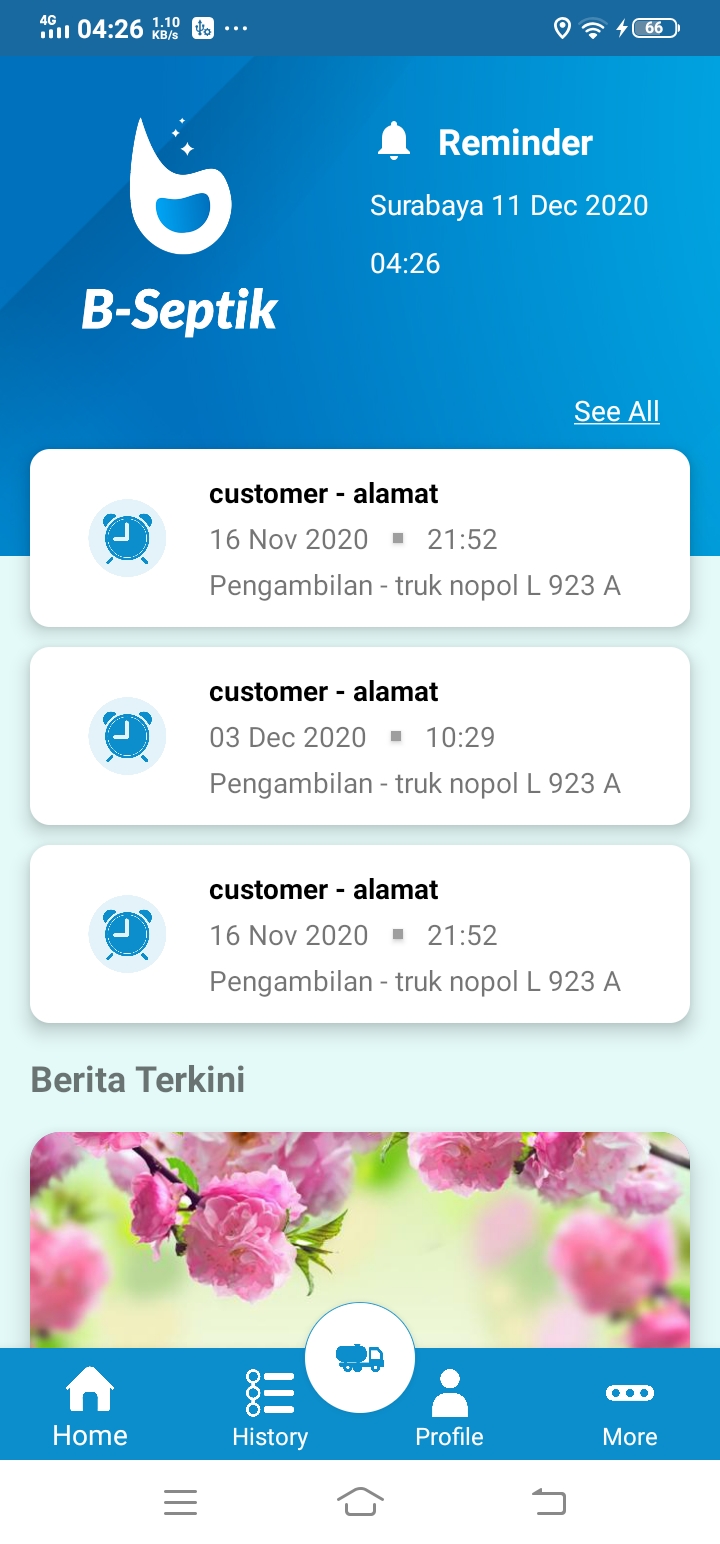 4G 04:26 1.10 KB/s ... 66
Reminder
Surabaya 11 Dec 2020
04:26
B-Septik
See All
customer - alamat
16 Nov 2020 ▪ 21:52
Pengambilan - truk nopol L 923 A
customer - alamat
03 Dec 2020 ▪ 10:29
Pengambilan - truk nopol L 923 A
customer - alamat
16 Nov 2020 ▪ 21:52
Pengambilan - truk nopol L 923 A
Berita Terkini
Home History Profile More